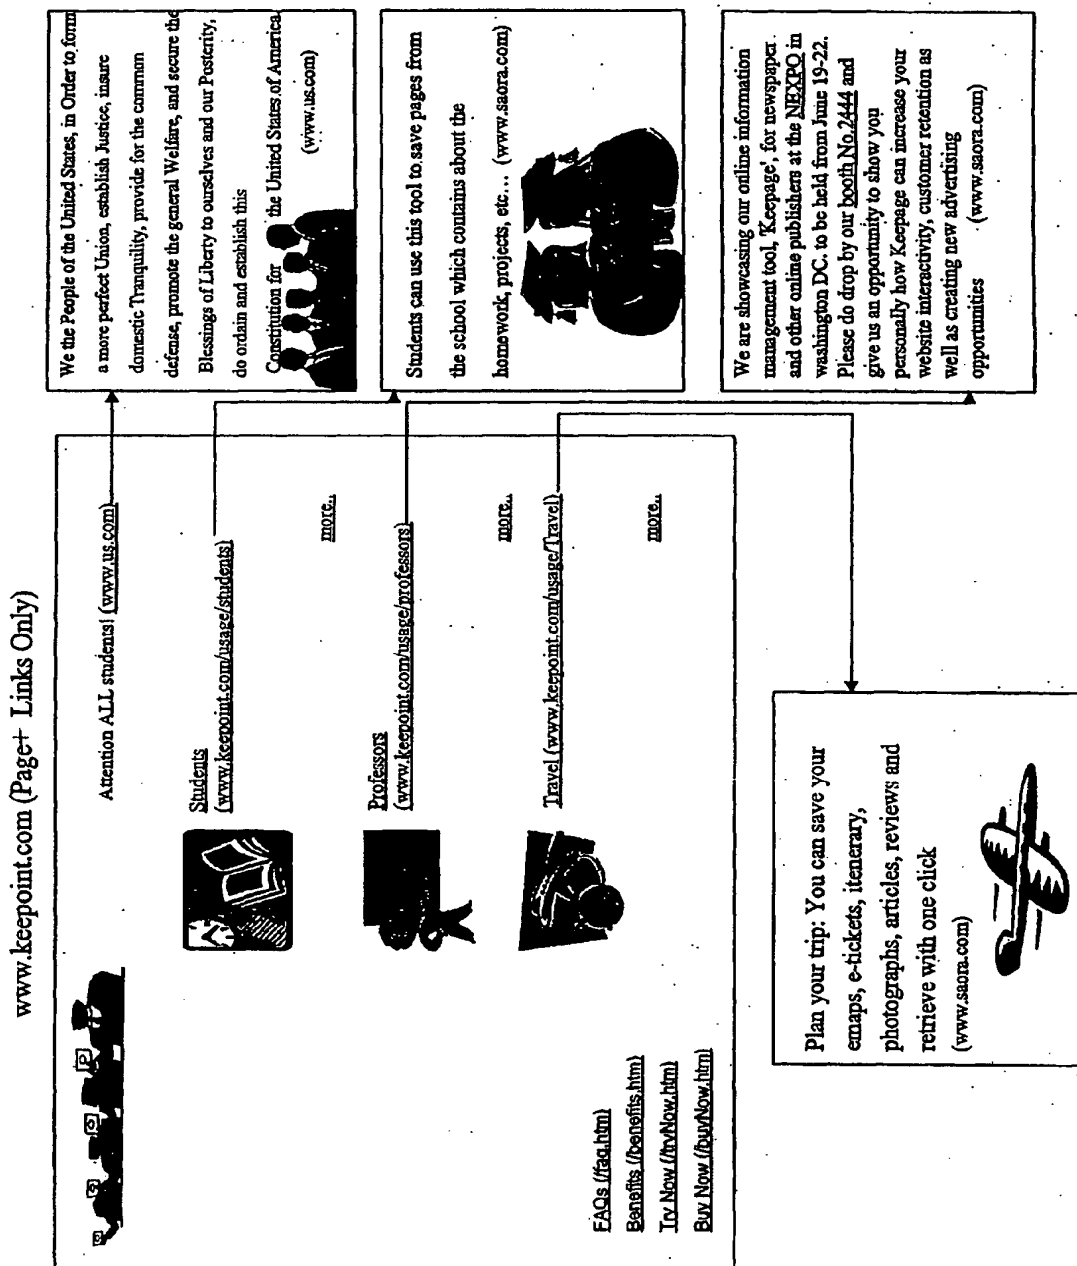 www.keepoint.com (Page+ Links Only)
Attention ALL students! (www.us.com)
Students
(www.keepoint.com/usage/students)
more..
Professors
(www.keepoint.com/usage/professors)
more..
Travel (www.keepoint.com/usage/Travel)
more..
FAQs (/faq.htm)
Benefits (/benefits.htm)
Try Now (/tryNow.htm)
Buy Now (/buyNow.htm)
We the People of the United States, in Order to form
a more perfect Union, establish Justice, insure
domestic Tranquility, provide for the common
defense, promote the general Welfare, and secure the
Blessings of Liberty to ourselves and our Posterity,
do ordain and establish this
Constitution for the United States of America.
(www.us.com)
Students can use this tool to save pages from
the school which contains about the
homework, projects, etc.... (www.saora.com)
We are showcasing our online information
management tool, 'Keepage', for newspaper
and other online publishers at the NEXPO in
washington DC. to be held from June 19-22.
Please do drop by our booth No.2444 and
give us an opportunity to show you
personally how Keepage can increase your
website interactivity, customer retention as
well as creating new advertising
opportunities (www.saora.com)
Plan your trip: You can save your
emaps, e-tickets, itenerary,
photographs, articles, reviews and
retrieve with one click
(www.saora.com)